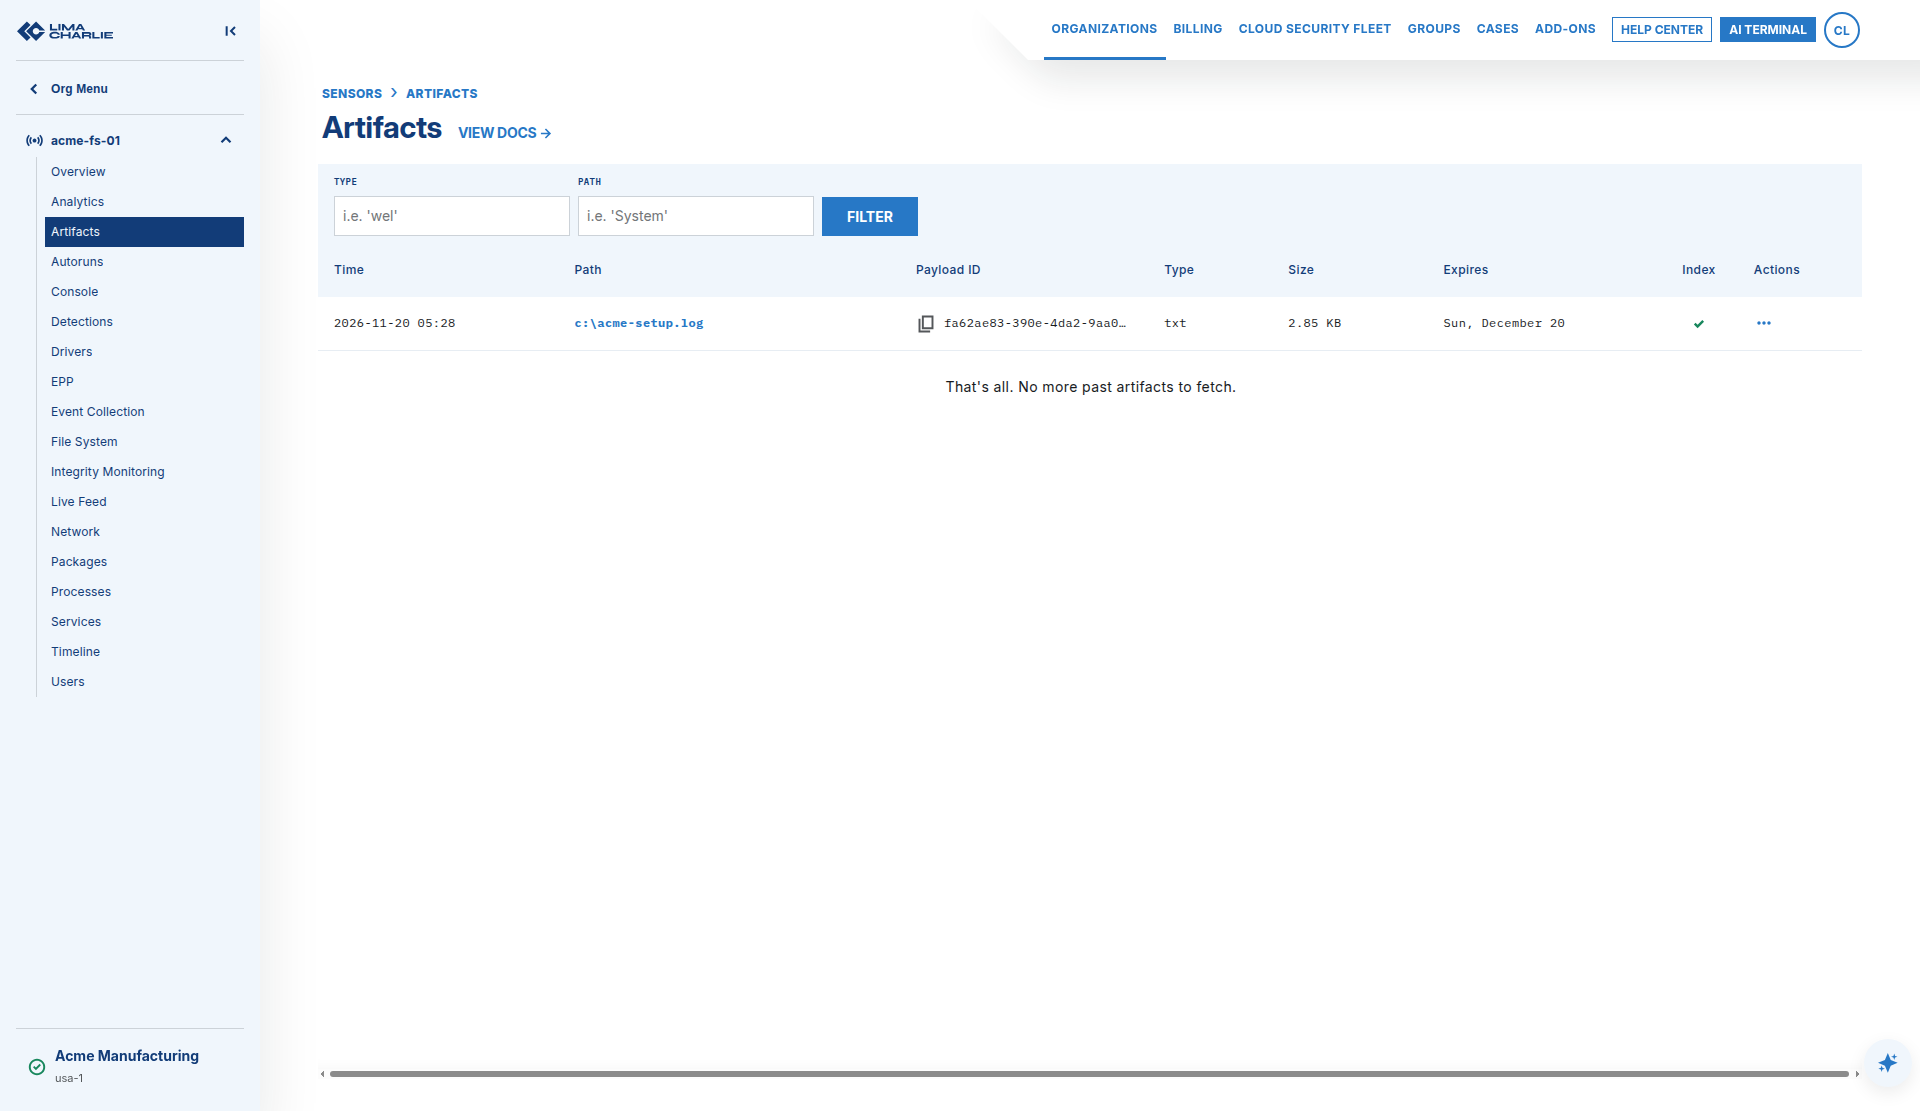 LIMA
CHARLIE
Org Menu
acme-fs-01
Overview
Analytics
Artifacts
Autoruns
Console
Detections
Drivers
EPP
Event Collection
File System
Integrity Monitoring
Live Feed
Network
Packages
Processes
Services
Timeline
Users
Acme Manufacturing
usa-1
ORGANIZATIONS BILLING CLOUD SECURITY FLEET GROUPS CASES ADD-ONS HELP CENTER AI TERMINAL CL
SENSORS > ARTIFACTS
Artifacts VIEW DOCS →
TYPE PATH
i.e. 'wel' i.e. 'System' FILTER
Time Path Payload ID Type Size Expires Index Actions
2026-11-20 05:28 c:\acme-setup.log fa62ae83-390e-4da2-9aa0… txt 2.85 KB Sun, December 20
That's all. No more past artifacts to fetch.